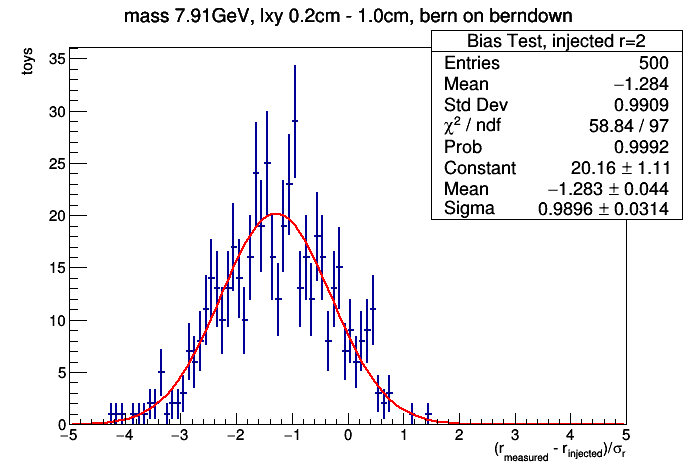 mass 7.91GeV, lxy 0.2cm - 1.0cm, bern on berndown
Bias Test, injected r=2
Entries 500
Mean −1.284
Std Dev 0.9909
χ² / ndf 58.84 / 97
Prob 0.9992
Constant 20.16 ± 1.11
Mean −1.283 ± 0.044
Sigma 0.9896 ± 0.0314
toys
35
30
25
20
15
10
5
0
−5 −4 −3 −2 −1 0 1 2 3 4 5
(r_measured - r_injected)/σ_r